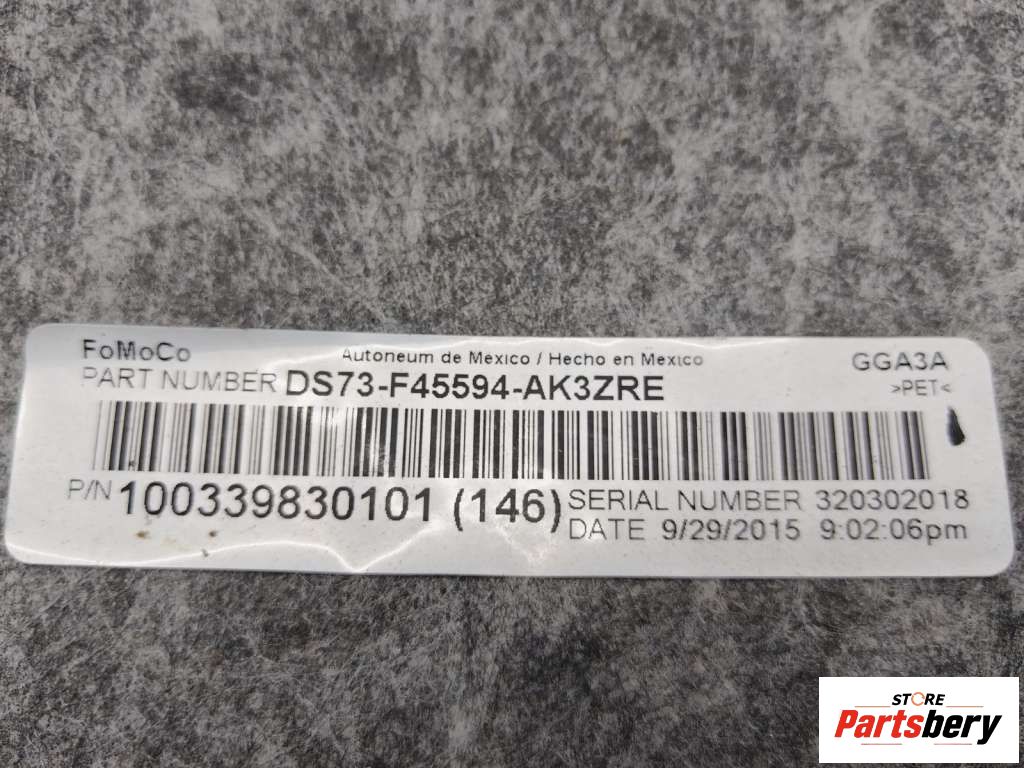 FoMoCo
Autoneum de Mexico / Hecho en Mexico
GGA3A
PART NUMBER DS73-F45594-AK3ZRE
>PET<
P/N 100339830101 (146)
SERIAL NUMBER 320302018
DATE 9/29/2015 9:02:06pm
STORE
Partsbery